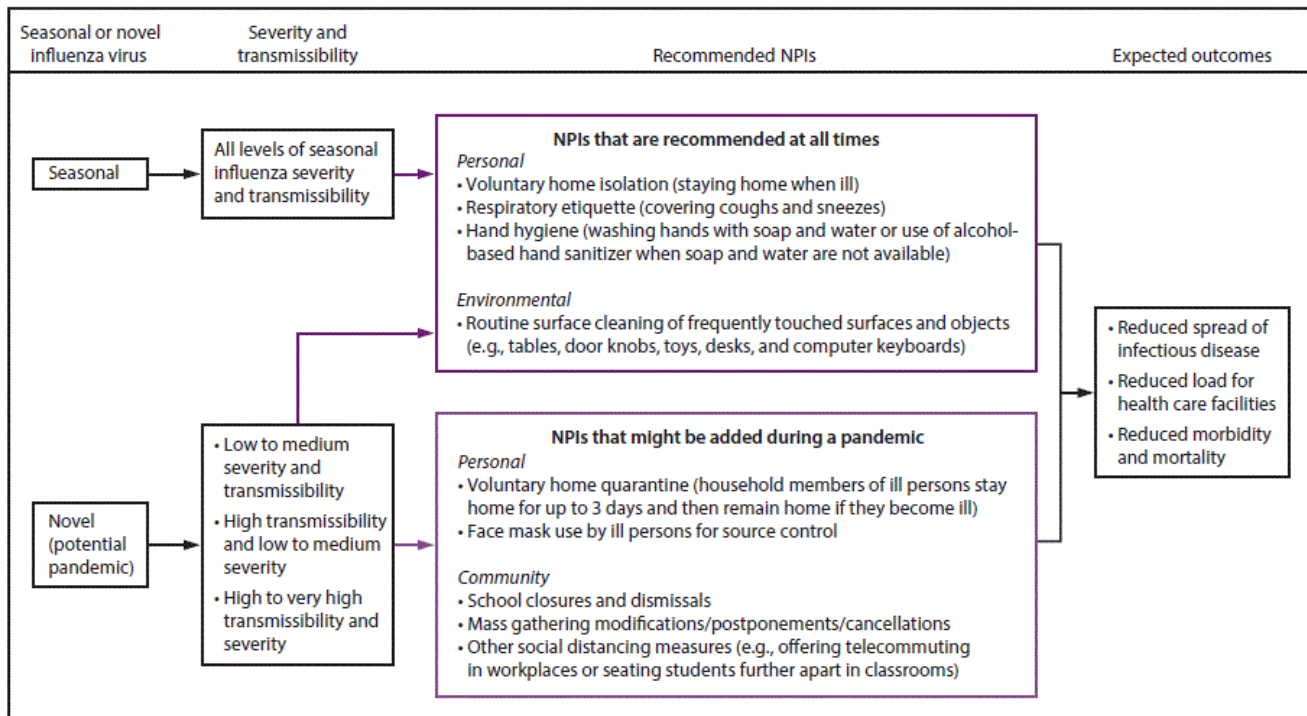 Seasonal or novel
influenza virus
Severity and
transmissibility
Recommended NPIs
Expected outcomes
Seasonal
All levels of seasonal
influenza severity
and transmissibility
NPIs that are recommended at all times
Personal
• Voluntary home isolation (staying home when ill)
• Respiratory etiquette (covering coughs and sneezes)
• Hand hygiene (washing hands with soap and water or use of alcohol-
based hand sanitizer when soap and water are not available)
Environmental
• Routine surface cleaning of frequently touched surfaces and objects
(e.g., tables, door knobs, toys, desks, and computer keyboards)
Novel
(potential
pandemic)
• Low to medium
severity and
transmissibility
• High transmissibility
and low to medium
severity
• High to very high
transmissibility and
severity
NPIs that might be added during a pandemic
Personal
• Voluntary home quarantine (household members of ill persons stay
home for up to 3 days and then remain home if they become ill)
• Face mask use by ill persons for source control
Community
• School closures and dismissals
• Mass gathering modifications/postponements/cancellations
• Other social distancing measures (e.g., offering telecommuting
in workplaces or seating students further apart in classrooms)
• Reduced spread of
infectious disease
• Reduced load for
health care facilities
• Reduced morbidity
and mortality